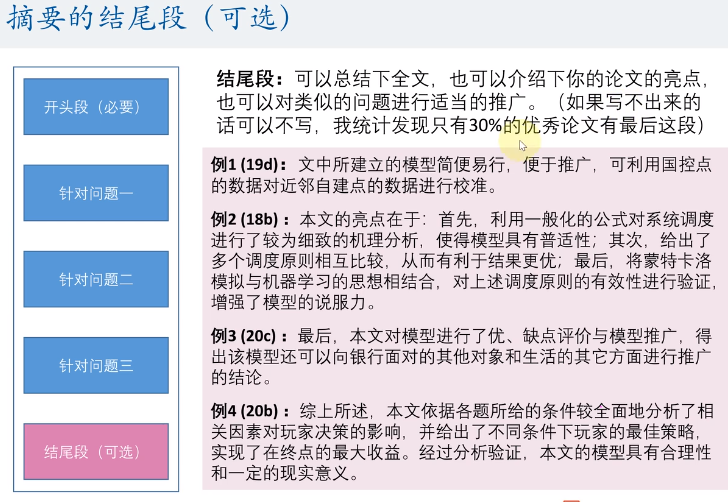 摘要的结尾段（可选）
开头段（必要）
针对问题一
针对问题二
针对问题三
结尾段（可选）
结尾段：可以总结下全文，也可以介绍下你的论文的亮点，
也可以对类似的问题进行适当的推广。（如果写不出来的
话可以不写，我统计发现只有30%的优秀论文有最后这段）
例1 (19d)：文中所建立的模型简便易行，便于推广，可利用国控点
的数据对近邻自建点的数据进行校准。
例2 (18b)：本文的亮点在于：首先，利用一般化的公式对系统调度
进行了较为细致的机理分析，使得模型具有普适性；其次，给出了
多个调度原则相互比较，从而有利于结果更优；最后，将蒙特卡洛
模拟与机器学习的思想相结合，对上述调度原则的有效性进行验证，
增强了模型的说服力。
例3 (20c)：最后，本文对模型进行了优、缺点评价与模型推广，得
出该模型还可以向银行面对的其他对象和生活的其它方面进行推广
的结论。
例4 (20b)：综上所述，本文依据各题所给的条件较全面地分析了相
关因素对玩家决策的影响，并给出了不同条件下玩家的最佳策略，
实现了在终点的最大收益。经过分析验证，本文的模型具有合理性
和一定的现实意义。